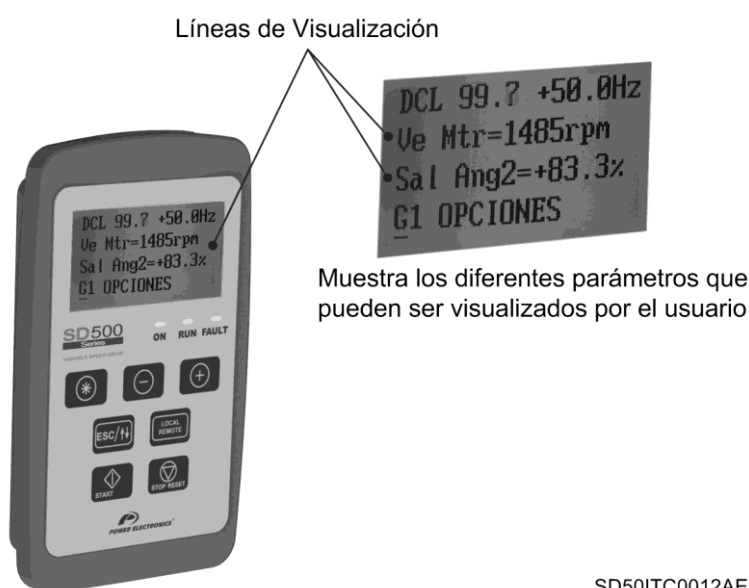 Líneas de Visualización
DCL 99.7 +50.0Hz
Ve Mtr=1485rpm
Sal Ang2=+83.3%
G1 OPCIONES
Muestra los diferentes parámetros que
pueden ser visualizados por el usuario
DCL 99.7 +50.0Hz
Ve Mtr=1485rpm
Sal Ang2=+83.3%
G1 OPCIONES
SD500
Series
ON RUN FAULT
VARIABLE SPEED DRIVE
ESC/
LOCAL
REMOTE
START
STOP RESET
POWER ELECTRONICS
SD50ITC0012AE